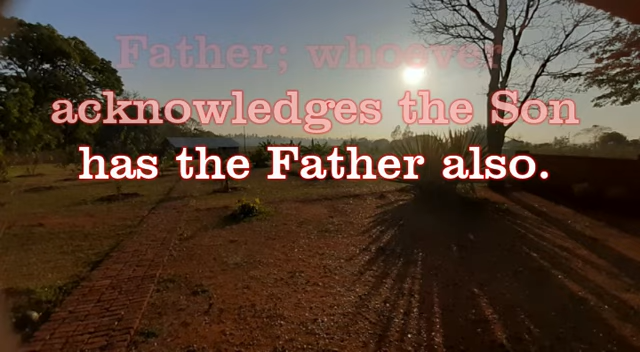 Father; whoever
acknowledges the Son
has the Father also.